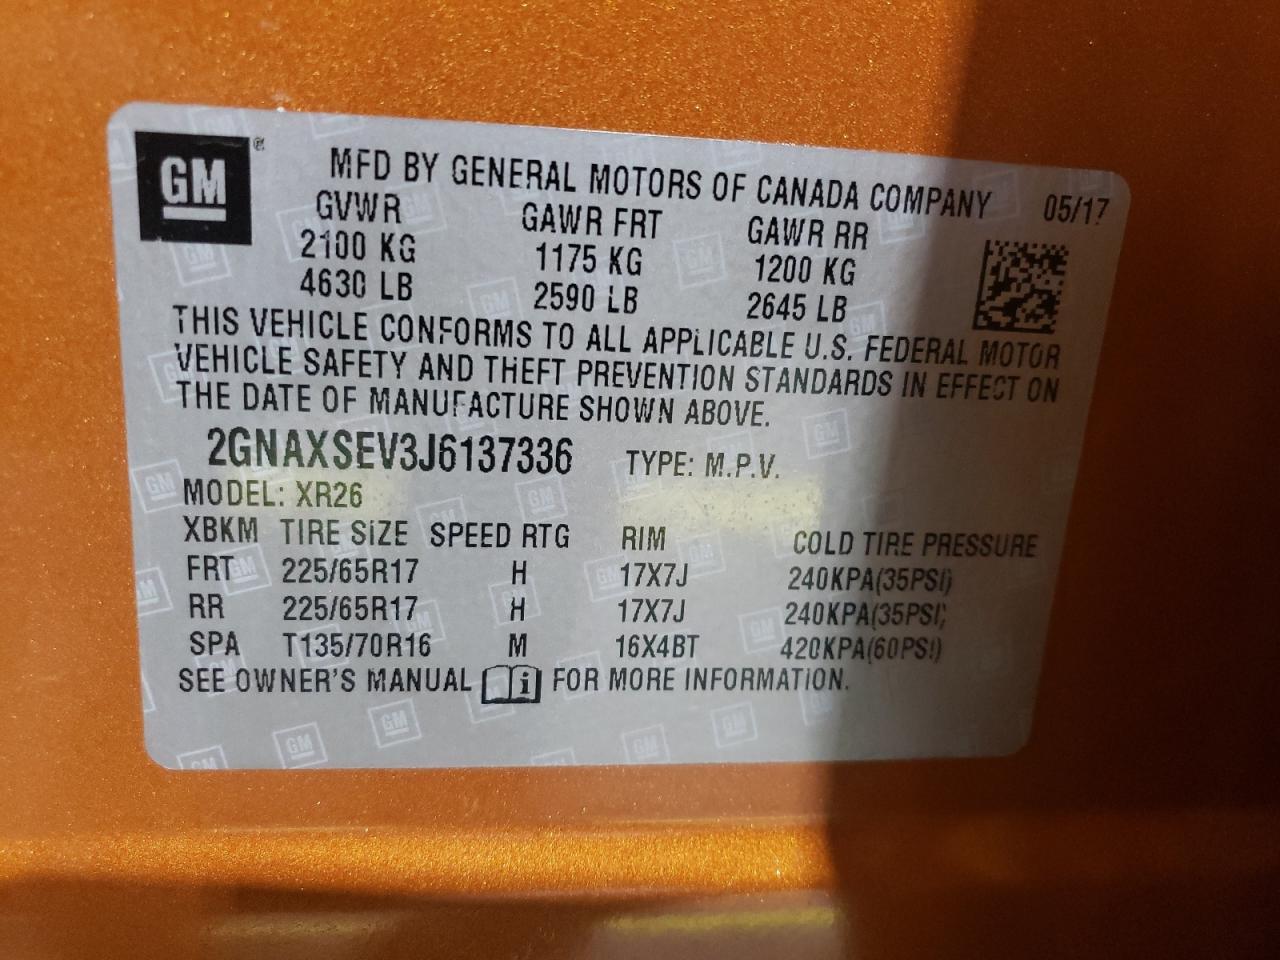 GM ®
MFD BY GENERAL MOTORS OF CANADA COMPANY 05/17
GVWR GAWR FRT GAWR RR
2100 KG 1175 KG 1200 KG
4630 LB 2590 LB 2645 LB
THIS VEHICLE CONFORMS TO ALL APPLICABLE U.S. FEDERAL MOTOR
VEHICLE SAFETY AND THEFT PREVENTION STANDARDS IN EFFECT ON
THE DATE OF MANUFACTURE SHOWN ABOVE.
2GNAXSEV3J6137336 TYPE: M.P.V.
MODEL: XR26
XBKM TIRE SIZE SPEED RTG RIM COLD TIRE PRESSURE
FRT 225/65R17 H 17X7J 240KPA(35PSI)
RR 225/65R17 H 17X7J 240KPA(35PSI)
SPA T135/70R16 M 16X4BT 420KPA(60PSI)
SEE OWNER'S MANUAL i FOR MORE INFORMATION.